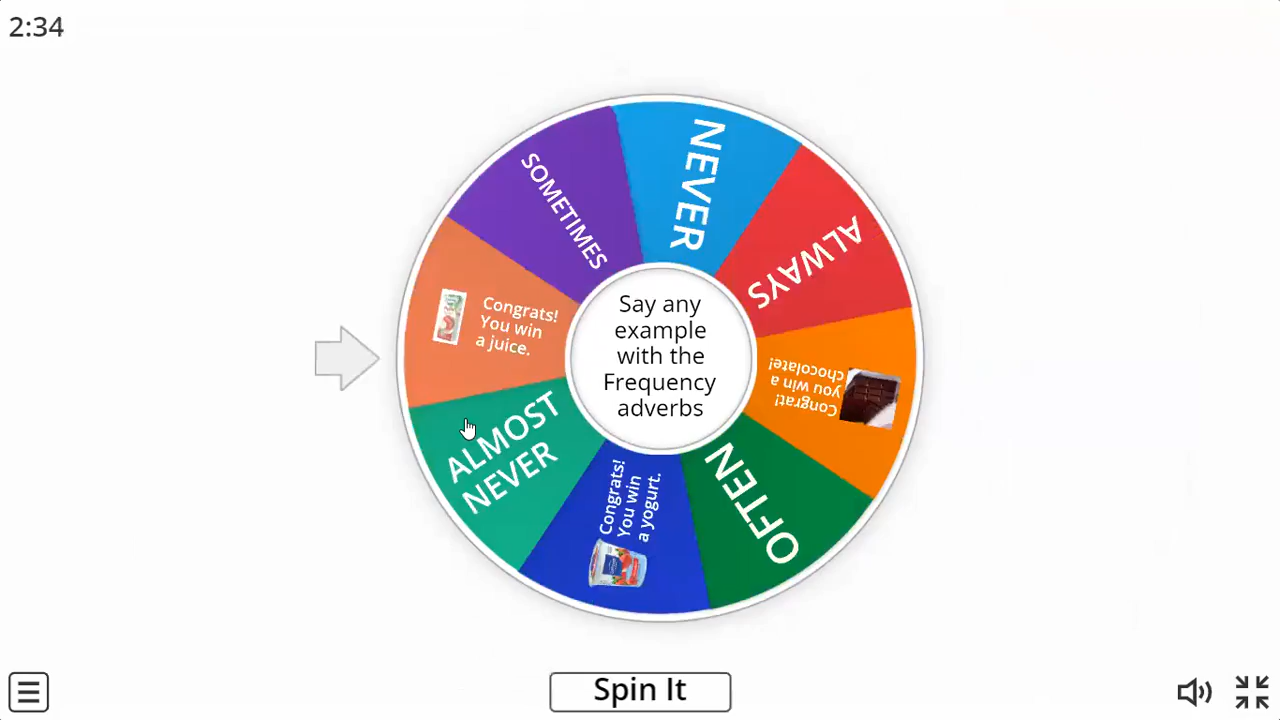 2:34
NEVER
ALWAYS
Congrat!
you win a
chocolate!
OFTEN
Congrats!
You win
a yogurt.
ALMOST
NEVER
Congrats!
You win
a juice.
SOMETIMES
Say any
example
with the
Frequency
adverbs
Spin It